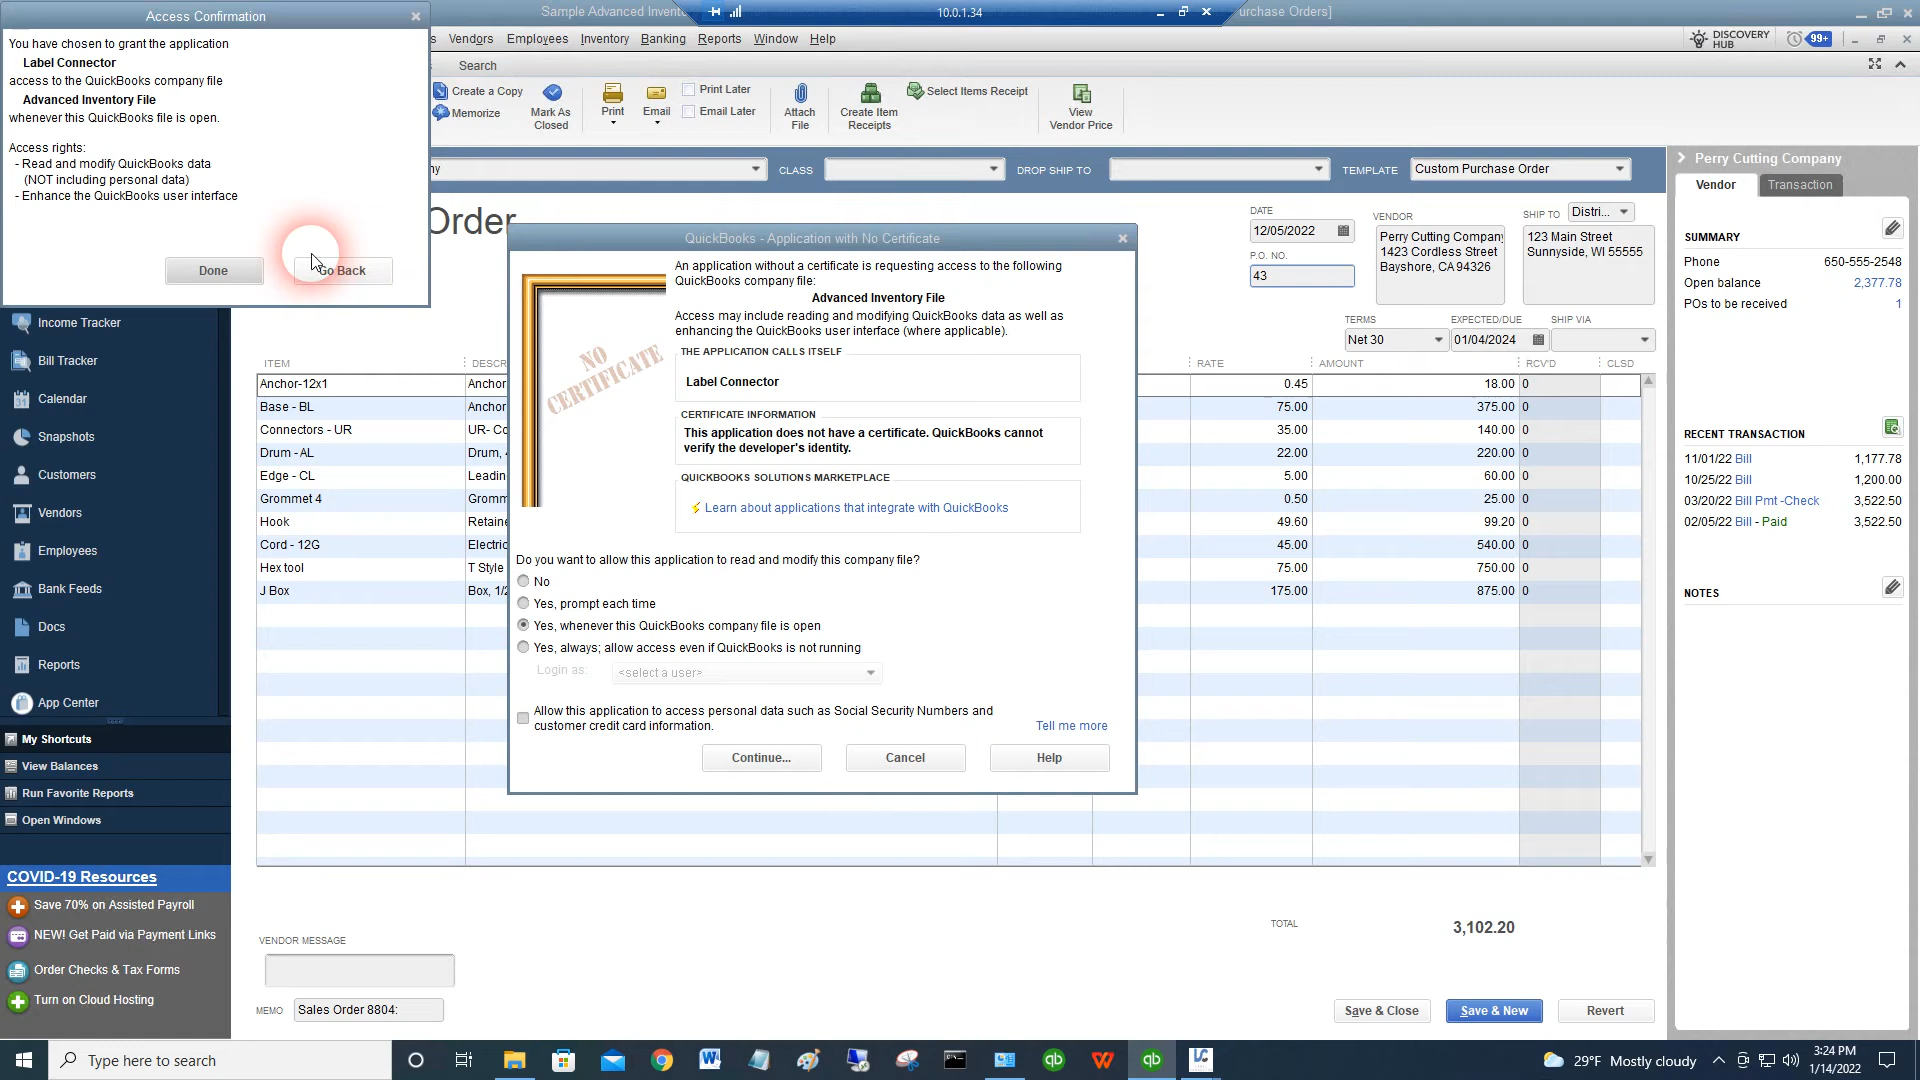 Access Confirmation
You have chosen to grant the application
Label Connector
access to the QuickBooks company file
Advanced Inventory File
whenever this QuickBooks file is open.
Access rights:
- Read and modify QuickBooks data
(NOT including personal data)
- Enhance the QuickBooks user interface
Done
Go Back
Sample Advanced Invento
10.0.1.34
urchase Orders]
Vendors Employees Inventory Banking Reports Window Help
DISCOVERY
HUB
99+
Search
Create a Copy
Memorize
Mark As
Closed
Print
Email
Print Later
Email Later
Attach
File
Create Item
Receipts
Select Items Receipt
View
Vendor Price
ny
CLASS
DROP SHIP TO
TEMPLATE
Custom Purchase Order
Order
DATE
12/05/2022
P.O. NO.
43
VENDOR
Perry Cutting Company
1423 Cordless Street
Bayshore, CA 94326
SHIP TO
Distri...
123 Main Street
Sunnyside, WI 55555
TERMS
Net 30
EXPECTED/DUE
01/04/2024
SHIP VIA
ITEM DESCR RATE AMOUNT RCV'D CLSD
Anchor-12x1 Anchor 0.45 18.00 0
Base - BL Anchor 75.00 375.00 0
Connectors - UR UR- Co 35.00 140.00 0
Drum - AL Drum, 22.00 220.00 0
Edge - CL Leadin 5.00 60.00 0
Grommet 4 Gromm 0.50 25.00 0
Hook Retaine 49.60 99.20 0
Cord - 12G Electric 45.00 540.00 0
Hex tool T Style 75.00 750.00 0
J Box Box, 1/2 175.00 875.00 0
QuickBooks - Application with No Certificate
NO
CERTIFICATE
An application without a certificate is requesting access to the following
QuickBooks company file:
Advanced Inventory File
Access may include reading and modifying QuickBooks data as well as
enhancing the QuickBooks user interface (where applicable).
THE APPLICATION CALLS ITSELF
Label Connector
CERTIFICATE INFORMATION
This application does not have a certificate. QuickBooks cannot
verify the developer's identity.
QUICKBOOKS SOLUTIONS MARKETPLACE
Learn about applications that integrate with QuickBooks
Do you want to allow this application to read and modify this company file?
No
Yes, prompt each time
Yes, whenever this QuickBooks company file is open
Yes, always; allow access even if QuickBooks is not running
Login as:
<select a user>
Allow this application to access personal data such as Social Security Numbers and
customer credit card information.
Tell me more
Continue...
Cancel
Help
Income Tracker
Bill Tracker
31
Calendar
Snapshots
Customers
Vendors
Employees
Bank Feeds
Docs
Reports
App Center
My Shortcuts
View Balances
Run Favorite Reports
Open Windows
COVID-19 Resources
Save 70% on Assisted Payroll
NEW! Get Paid via Payment Links
Order Checks & Tax Forms
Turn on Cloud Hosting
VENDOR MESSAGE
MEMO
Sales Order 8804:
TOTAL
3,102.20
Save & Close
Save & New
Revert
Perry Cutting Company
Vendor
Transaction
SUMMARY
Phone 650-555-2548
Open balance 2,377.78
POs to be received 1
RECENT TRANSACTION
11/01/22 Bill 1,177.78
10/25/22 Bill 1,200.00
03/20/22 Bill Pmt -Check 3,522.50
02/05/22 Bill - Paid 3,522.50
NOTES
Type here to search
29°F Mostly cloudy
3:24 PM
1/14/2022